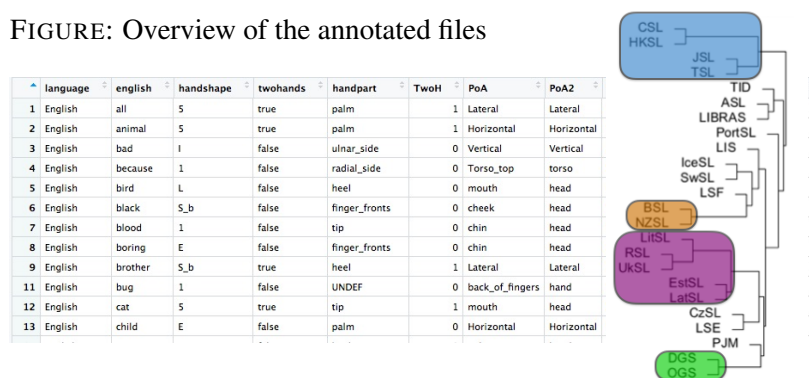 FIGURE: Overview of the annotated files
language english handshape twohands handpart TwoH PoA PoA2
1 English all 5 true palm 1 Lateral Lateral
2 English animal 5 true palm 1 Horizontal Horizontal
3 English bad I false ulnar_side 0 Vertical Vertical
4 English because 1 false radial_side 0 Torso_top torso
5 English bird L false heel 0 mouth head
6 English black S_b false finger_fronts 0 cheek head
7 English blood 1 false tip 0 chin head
8 English boring E false finger_fronts 0 chin head
9 English brother S_b true heel 1 Lateral Lateral
11 English bug 1 false UNDEF 0 back_of_fingers hand
12 English cat 5 true tip 1 mouth head
13 English child E false palm 0 Horizontal Horizontal
CSL
HKSL
JSL
TSL
TID
ASL
LIBRAS
PortSL
LIS
IceSL
SwSL
LSF
BSL
NZSL
LitSL
RSL
UkSL
EstSL
LatSL
CzSL
LSE
PJM
DGS
OGS